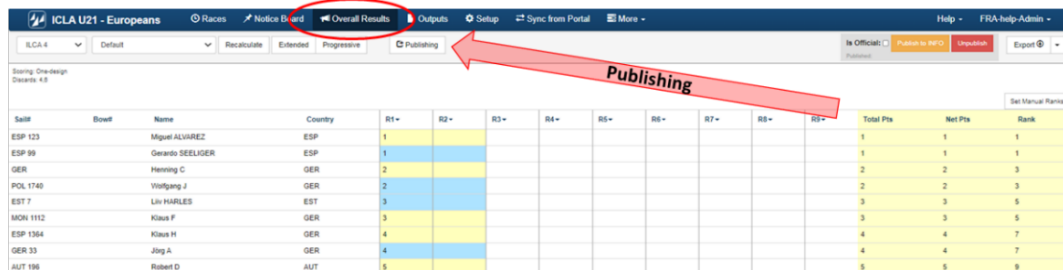 ICLA U21 - Europeans Races Notice Board Overall Results Outputs Setup Sync from Portal More Help FRA-help-Admin
ILCA 4 Default Recalculate Extended Progressive Publishing Is Official: Publish to INFO Unpublish Export
Published
Publishing
Scoring: One-design
Discards: 4,8
Set Manual Ranks
Sail# Bow# Name Country R1 R2 R3 R4 R5 R6 R7 R8 R9 Total Pts Net Pts Rank
ESP 123 Miguel ALVAREZ ESP 1 1 1 1
ESP 99 Gerardo SEELIGER ESP 1 1 1 1
GER Henning C GER 2 2 2 3
POL 1740 Wolfgang J GER 2 2 2 3
EST 7 Liiv HARLES EST 3 3 3 5
MON 1112 Klaus F GER 3 3 3 5
ESP 1364 Klaus H GER 4 4 4 7
GER 33 Jörg A GER 4 4 4 7
AUT 196 Robert D AUT 5 5 5 9